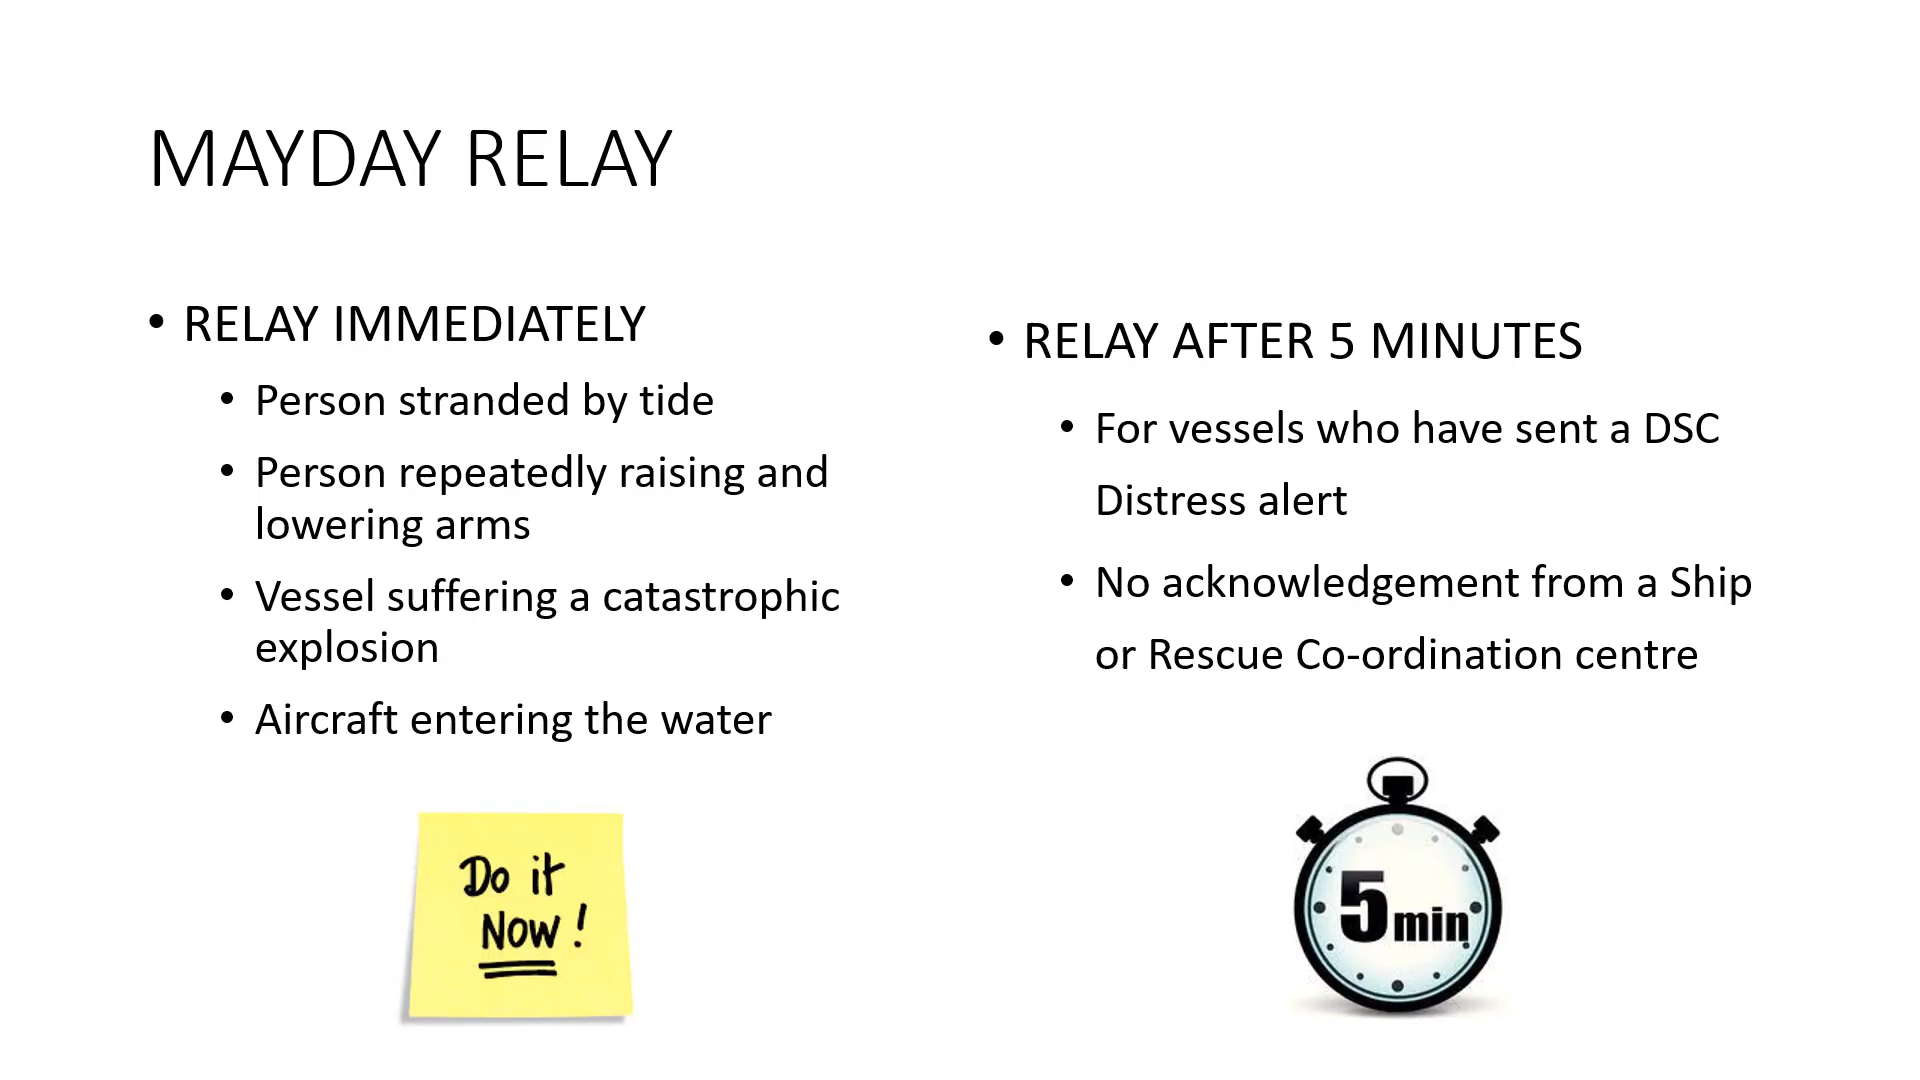 MAYDAY RELAY
• RELAY IMMEDIATELY
• Person stranded by tide
• Person repeatedly raising and
lowering arms
• Vessel suffering a catastrophic
explosion
• Aircraft entering the water
Do it
Now!
• RELAY AFTER 5 MINUTES
• For vessels who have sent a DSC
Distress alert
• No acknowledgement from a Ship
or Rescue Co-ordination centre
5 min